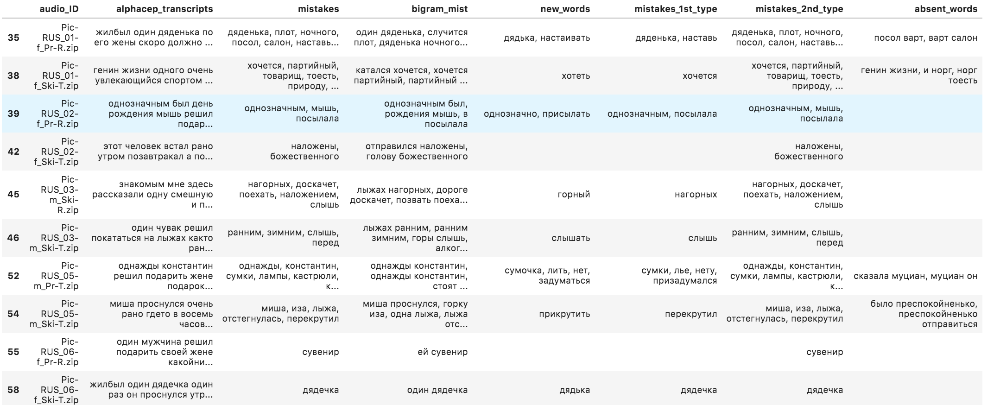 audio_ID alphacep_transcripts mistakes bigram_mist new_words mistakes_1st_type mistakes_2nd_type absent_words
35
Pic-
RUS_01-
f_Pr-R.zip
жилбыл один дяденька по
его жены скоро должно ...
дяденька, плот, ночного,
посол, салон, наставь...
один дяденька, случится
плот, дяденька ночного...
дядька, настаивать
дяденька, наставь
дяденька, плот, ночного,
посол, салон, наставь...
посол варт, варт салон
38
Pic-
RUS_01-
f_Ski-T.zip
генин жизни одного очень
увлекающийся спортом ...
хочется, партийный,
товарищ, тоесть,
природу, ...
катался хочется, хочется
партийный, партийный ...
хотеть
хочется
хочется, партийный,
товарищ, тоесть,
природу, ...
генин жизни, и норг, норг
тоесть
39
Pic-
RUS_02-
f_Pr-R.zip
однозначным был день
рождения мышь решил
подар...
однозначным, мышь,
посылала
однозначным был,
рождения мышь, в
посылала
однозначно, присылать
однозначным, посылала
однозначным, мышь,
посылала
42
Pic-
RUS_02-
f_Ski-T.zip
этот человек встал рано
утром позавтракал а по...
наложены,
божественного
отправился наложены,
голову божественного
наложены,
божественного
45
Pic-
RUS_03-
m_Ski-
R.zip
знакомым мне здесь
рассказали одну смешную
и п...
нагорных, доскачет,
поехать, наложением,
слышь
лыжах нагорных, дороге
доскачет, позвать поеха...
горный
нагорных
нагорных, доскачет,
поехать, наложением,
слышь
46
Pic-
RUS_03-
m_Ski-T.zip
один чувак решил
покататься на лыжах както
ран...
ранним, зимним, слышь,
перед
лыжах ранним, ранним
зимним, горы слышь,
алког...
слышать
слышь
ранним, зимним, слышь,
перед
52
Pic-
RUS_05-
m_Pr-T.zip
однажды константин
решил подарить жене
подарок...
однажды, константин,
сумки, лампы, кастрюли,
к...
однажды константин,
однажды константин,
стоят ...
сумочка, лить, нет,
задуматься
сумки, лье, нету,
призадумался
однажды, константин,
сумки, лампы, кастрюли,
к...
сказала муциан, муциан он
54
Pic-
RUS_05-
m_Ski-T.zip
миша проснулся очень
рано гдето в восемь
часов...
миша, иза, лыжа,
отстегнулась, перекрутил
миша проснулся, горку
иза, одна лыжа, лыжа
отс...
прикрутить
перекрутил
миша, иза, лыжа,
отстегнулась, перекрутил
было преспокойненько,
преспокойненько
отправиться
55
Pic-
RUS_06-
f_Pr-R.zip
один мужчина решил
подарить своей жене
какойни...
сувенир
ей сувенир
сувенир
58
Pic-
RUS_06-
f_Ski-T.zip
жилбыл один дядечка один
раз он проснулся утр...
дядечка
один дядечка
дядька
дядечка
дядечка